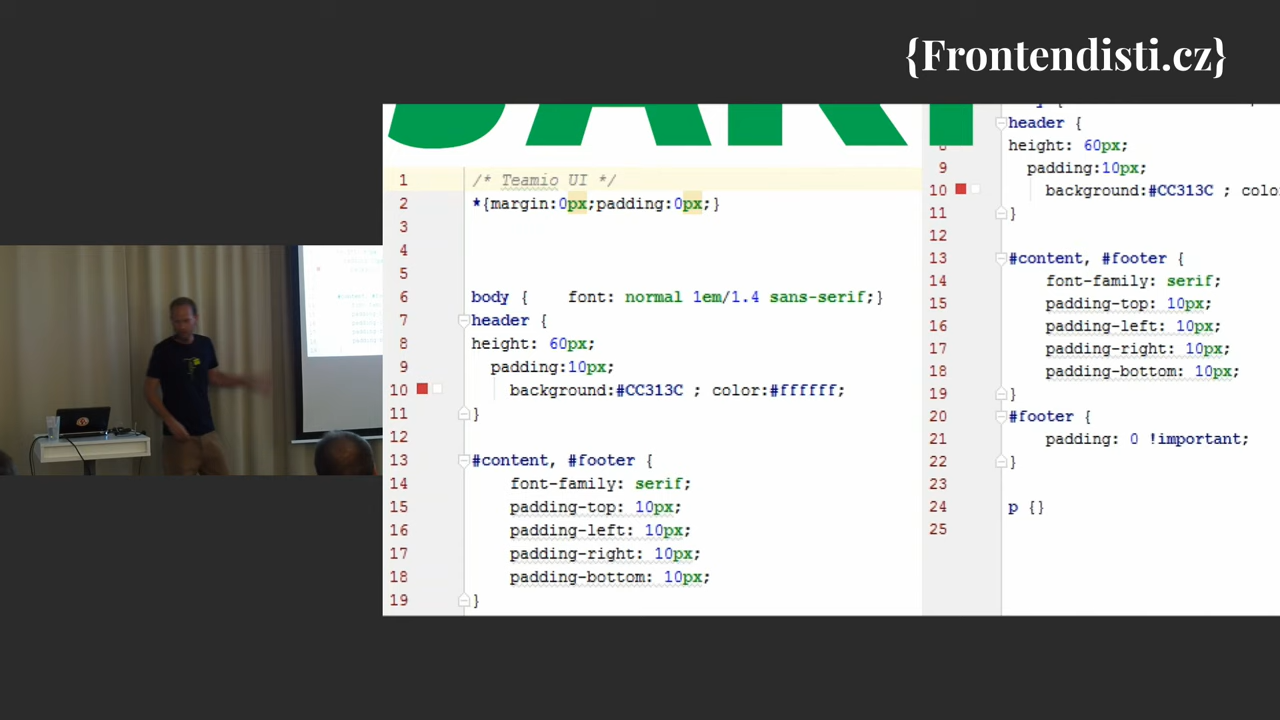 {Frontendisti.cz}
1 /* Teamio UI */
2 *{margin:0px;padding:0px;}
3
4
5
6 body {    font: normal 1em/1.4 sans-serif;}
7 header {
8 height: 60px;
9   padding:10px;
10     background:#CC313C ; color:#ffffff;
11 }
12
13 #content, #footer {
14     font-family: serif;
15     padding-top: 10px;
16     padding-left: 10px;
17     padding-right: 10px;
18     padding-bottom: 10px;
19 }
header {
8 height: 60px;
9   padding:10px;
10     background:#CC313C ; colo
11 }
12
13 #content, #footer {
14     font-family: serif;
15     padding-top: 10px;
16     padding-left: 10px;
17     padding-right: 10px;
18     padding-bottom: 10px;
19 }
20 #footer {
21     padding: 0 !important;
22 }
23
24 p {}
25